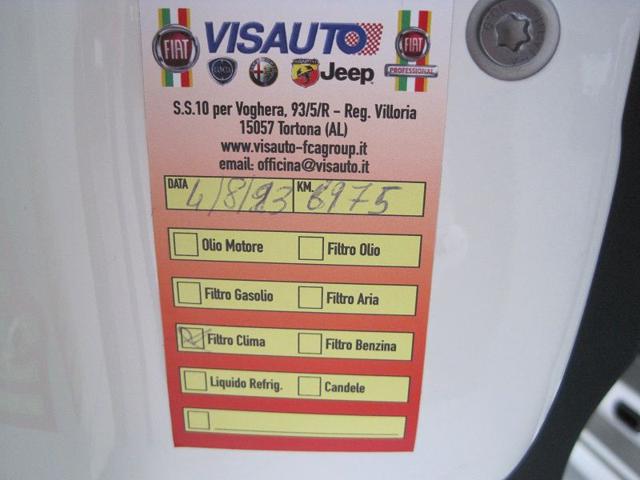 FIAT VISAUTO FIAT
LANCIA Jeep PROFESSIONAL
S.S.10 per Voghera, 93/5/R - Reg. Villoria
15057 Tortona (AL)
www.visauto-fcagroup.it
email: officina@visauto.it
DATA 4/8/23 KM. 6975
Olio Motore Filtro Olio
Filtro Gasolio Filtro Aria
Filtro Clima Filtro Benzina
Liquido Refrig. Candele